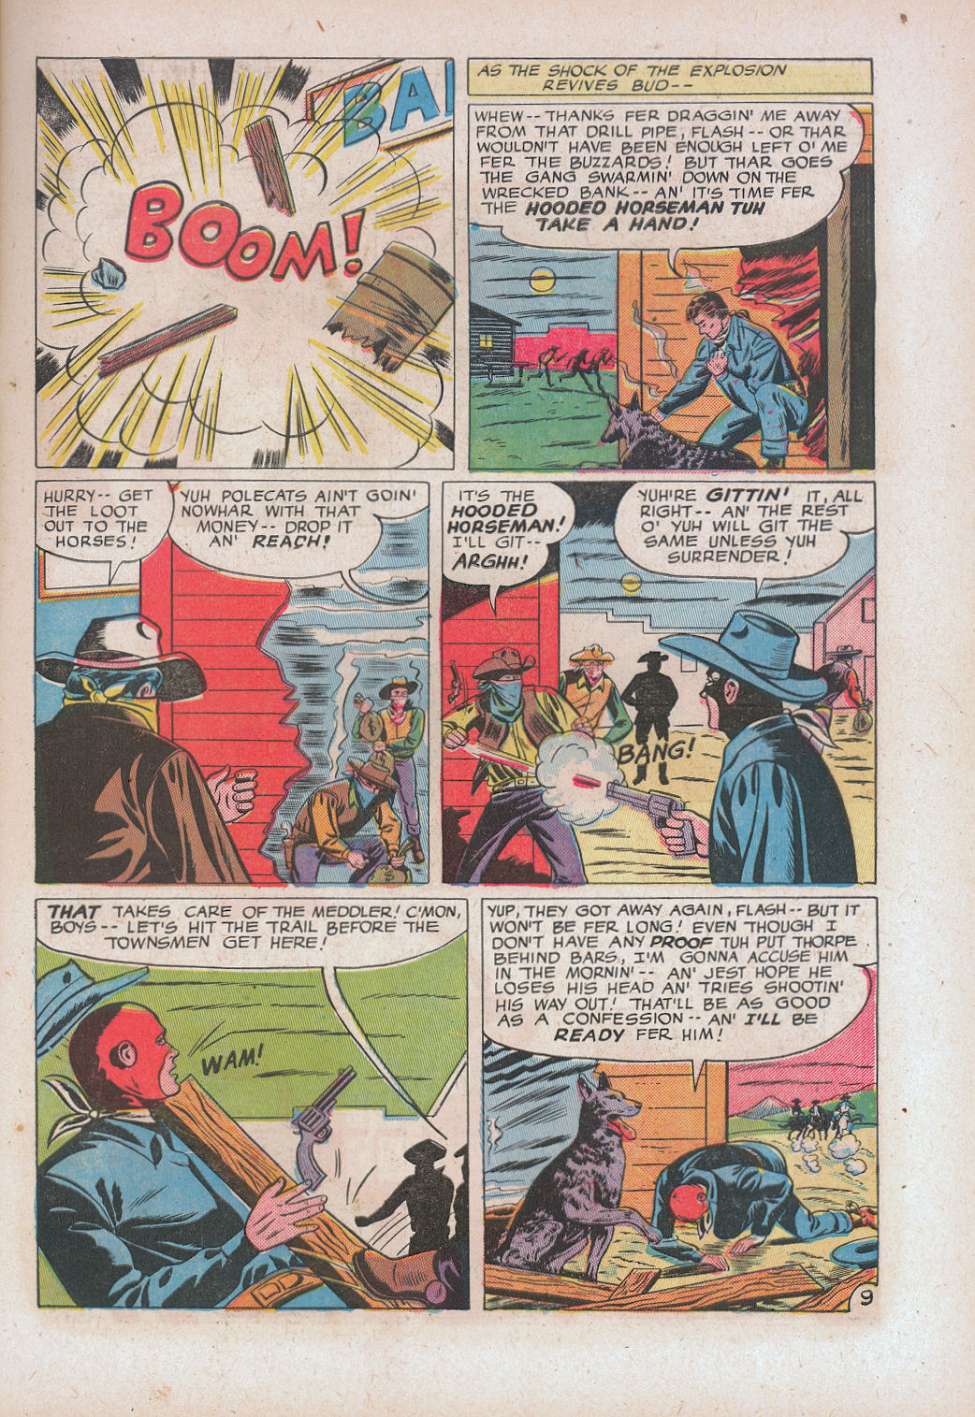 BA
BOOM!
AS THE SHOCK OF THE EXPLOSION
REVIVES BUD--
WHEW-- THANKS FER DRAGGIN' ME AWAY
FROM THAT DRILL PIPE, FLASH-- OR THAR
WOULDN'T HAVE BEEN ENOUGH LEFT O' ME
FER THE BUZZARDS! BUT THAR GOES
THE GANG SWARMIN' DOWN ON THE
WRECKED BANK-- AN' IT'S TIME FER
THE HOODED HORSEMAN TUH
TAKE A HAND!
HURRY-- GET
THE LOOT
OUT TO THE
HORSES!
YUH POLECATS AIN'T GOIN'
NOWHAR WITH THAT
MONEY-- DROP IT
AN' REACH!
IT'S THE
HOODED
HORSEMAN!
I'LL GIT--
ARGHH!
YUH'RE GITTIN' IT, ALL
RIGHT-- AN' THE REST
O' YUH WILL GIT THE
SAME UNLESS YUH
SURRENDER!
BANG!
THAT TAKES CARE OF THE MEDDLER! C'MON,
BOYS-- LET'S HIT THE TRAIL BEFORE THE
TOWNSMEN GET HERE!
WAM!
YUP, THEY GOT AWAY AGAIN, FLASH-- BUT IT
WON'T BE FER LONG! EVEN THOUGH I
DON'T HAVE ANY PROOF TUH PUT THORPE
BEHIND BARS, I'M GONNA ACCUSE HIM
IN THE MORNIN'-- AN' JEST HOPE HE
LOSES HIS HEAD AN' TRIES SHOOTIN'
HIS WAY OUT! THAT'LL BE AS GOOD
AS A CONFESSION-- AN' I'LL BE
READY FER HIM!
9